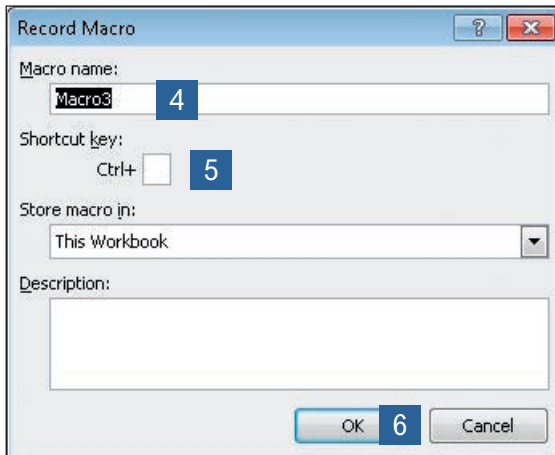 Record Macro ?
Macro name:
Macro3 4
Shortcut key:
Ctrl+ 5
Store macro in:
This Workbook
Description:
OK 6 Cancel